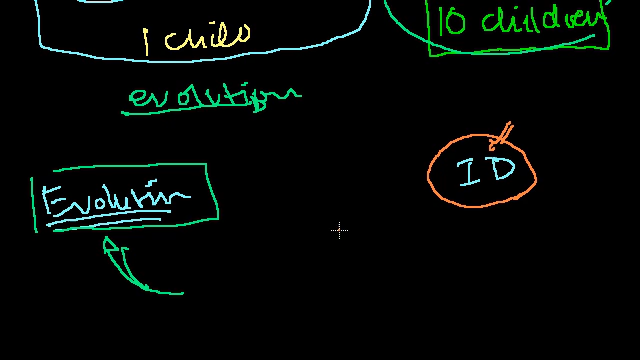 1 child
10 children
evolution
Evolution
ID